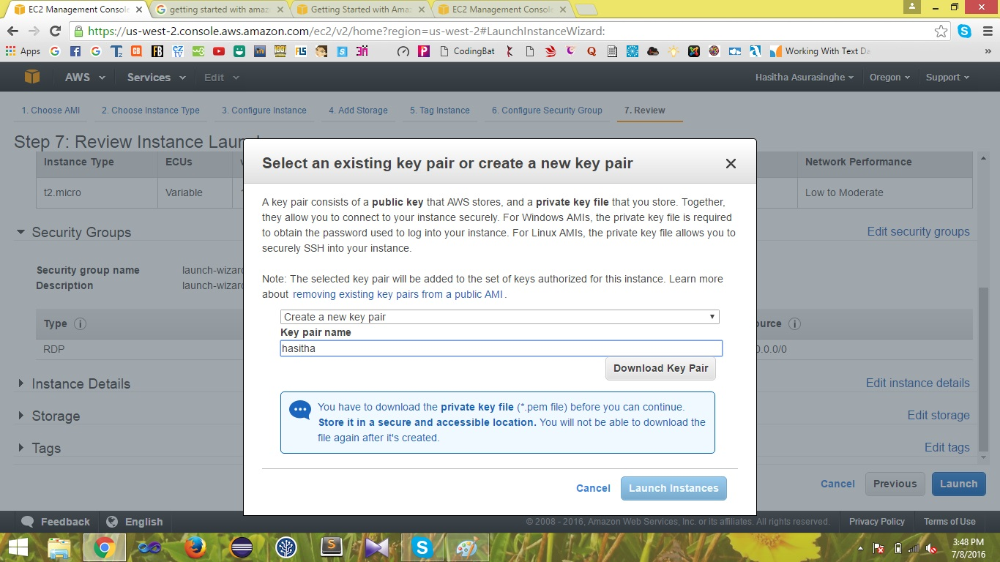 EC2 Management Console
getting started with amaz
Getting Started with Amaz
EC2 Management Console
https://us-west-2.console.aws.amazon.com/ec2/v2/home?region=us-west-2#LaunchInstanceWizard:
Apps
CodingBat
Working With Text Da
AWS Services Edit
Hasitha Asurasinghe Oregon Support
1. Choose AMI 2. Choose Instance Type 3. Configure Instance 4. Add Storage 5. Tag Instance 6. Configure Security Group 7. Review
Step 7: Review Instance Laun
Instance Type ECUs v Network Performance
t2.micro Variable Low to Moderate
Security Groups Edit security groups
Security group name launch-wizard
Description launch-wizard
Type ource
RDP 0.0.0/0
Instance Details Edit instance details
Storage Edit storage
Tags Edit tags
Cancel Previous Launch
Select an existing key pair or create a new key pair
A key pair consists of a public key that AWS stores, and a private key file that you store. Together,
they allow you to connect to your instance securely. For Windows AMIs, the private key file is required
to obtain the password used to log into your instance. For Linux AMIs, the private key file allows you to
securely SSH into your instance.
Note: The selected key pair will be added to the set of keys authorized for this instance. Learn more
about removing existing key pairs from a public AMI .
Create a new key pair
Key pair name
hasitha
Download Key Pair
You have to download the private key file (*.pem file) before you can continue.
Store it in a secure and accessible location. You will not be able to download the
file again after it's created.
Cancel Launch Instances
Feedback English
© 2008 - 2016, Amazon Web Services, Inc. or its affiliates. All rights reserved. Privacy Policy Terms of Use
3:48 PM
7/8/2016